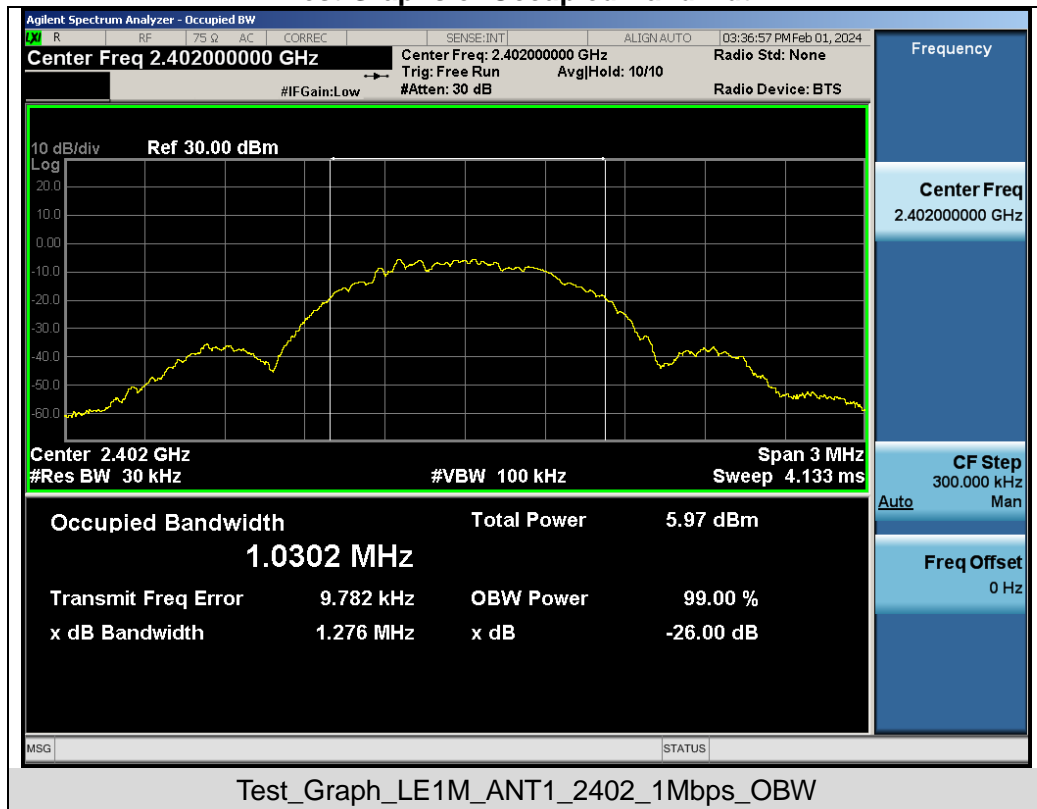 Agilent Spectrum Analyzer - Occupied BW
LXI R RF 75 Ω AC CORREC SENSE:INT ALIGN AUTO 03:36:57 PM Feb 01, 2024
Center Freq 2.402000000 GHz
Center Freq: 2.402000000 GHz
Radio Std: None
Trig: Free Run Avg|Hold: 10/10
#IFGain:Low #Atten: 30 dB Radio Device: BTS
10 dB/div Ref 30.00 dBm
Log
20.0
10.0
0.00
-10.0
-20.0
-30.0
-40.0
-50.0
-60.0
Center 2.402 GHz Span 3 MHz
#Res BW 30 kHz #VBW 100 kHz Sweep 4.133 ms
Occupied Bandwidth Total Power 5.97 dBm
1.0302 MHz
Transmit Freq Error 9.782 kHz OBW Power 99.00 %
x dB Bandwidth 1.276 MHz x dB -26.00 dB
MSG STATUS
Frequency
Center Freq
2.402000000 GHz
CF Step
300.000 kHz
Auto Man
Freq Offset
0 Hz
Test_Graph_LE1M_ANT1_2402_1Mbps_OBW